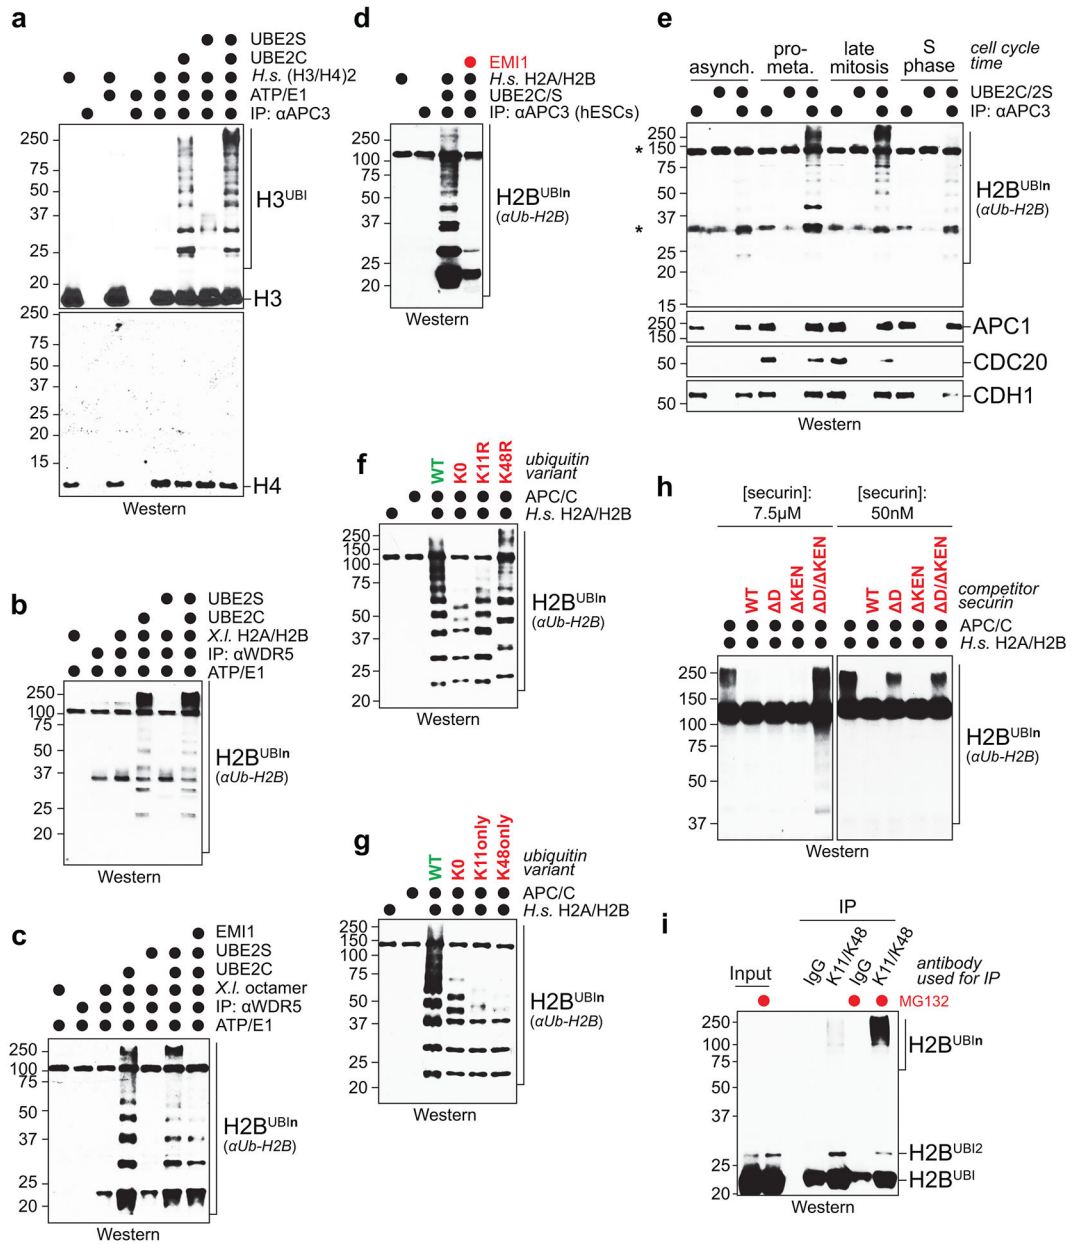 a
UBE2S
UBE2C
H.s. (H3/H4)2
ATP/E1
IP: αAPC3
250
75
50
37
25
20
H3UBI
H3
250
75
50
37
25
20
15
H4
Western
b
UBE2S
UBE2C
X.l. H2A/H2B
IP: αWDR5
ATP/E1
250
100
75
50
37
25
20
H2BUBIn
(αUb-H2B)
Western
c
EMI1
UBE2S
UBE2C
X.l. octamer
IP: αWDR5
ATP/E1
250
100
75
50
37
25
20
H2BUBIn
(αUb-H2B)
Western
d
EMI1
H.s. H2A/H2B
UBE2C/S
IP: αAPC3 (hESCs)
250
100
75
50
37
25
20
H2BUBIn
(αUb-H2B)
Western
e
asynch.
pro-
meta.
late
mitosis
S
phase
cell cycle
time
UBE2C/2S
IP: αAPC3
250
150
*
75
50
37
*
25
20
15
H2BUBIn
(αUb-H2B)
250
150
APC1
50
CDC20
50
CDH1
Western
f
WT
K0
K11R
K48R
ubiquitin
variant
APC/C
H.s. H2A/H2B
250
150
100
75
50
37
25
20
H2BUBIn
(αUb-H2B)
Western
g
WT
K0
K11only
K48only
ubiquitin
variant
APC/C
H.s. H2A/H2B
250
150
100
75
50
37
25
20
H2BUBIn
(αUb-H2B)
Western
h
[securin]:
7.5µM
[securin]:
50nM
WT
ΔD
ΔKEN
ΔD/ΔKEN
WT
ΔD
ΔKEN
ΔD/ΔKEN
competitor
securin
APC/C
H.s. H2A/H2B
250
150
100
75
50
37
H2BUBIn
(αUb-H2B)
Western
i
IP
Input
IgG
K11/K48
IgG
K11/K48
antibody
used for IP
MG132
250
100
50
37
25
20
H2BUBIn
H2BUBI2
H2BUBI
Western